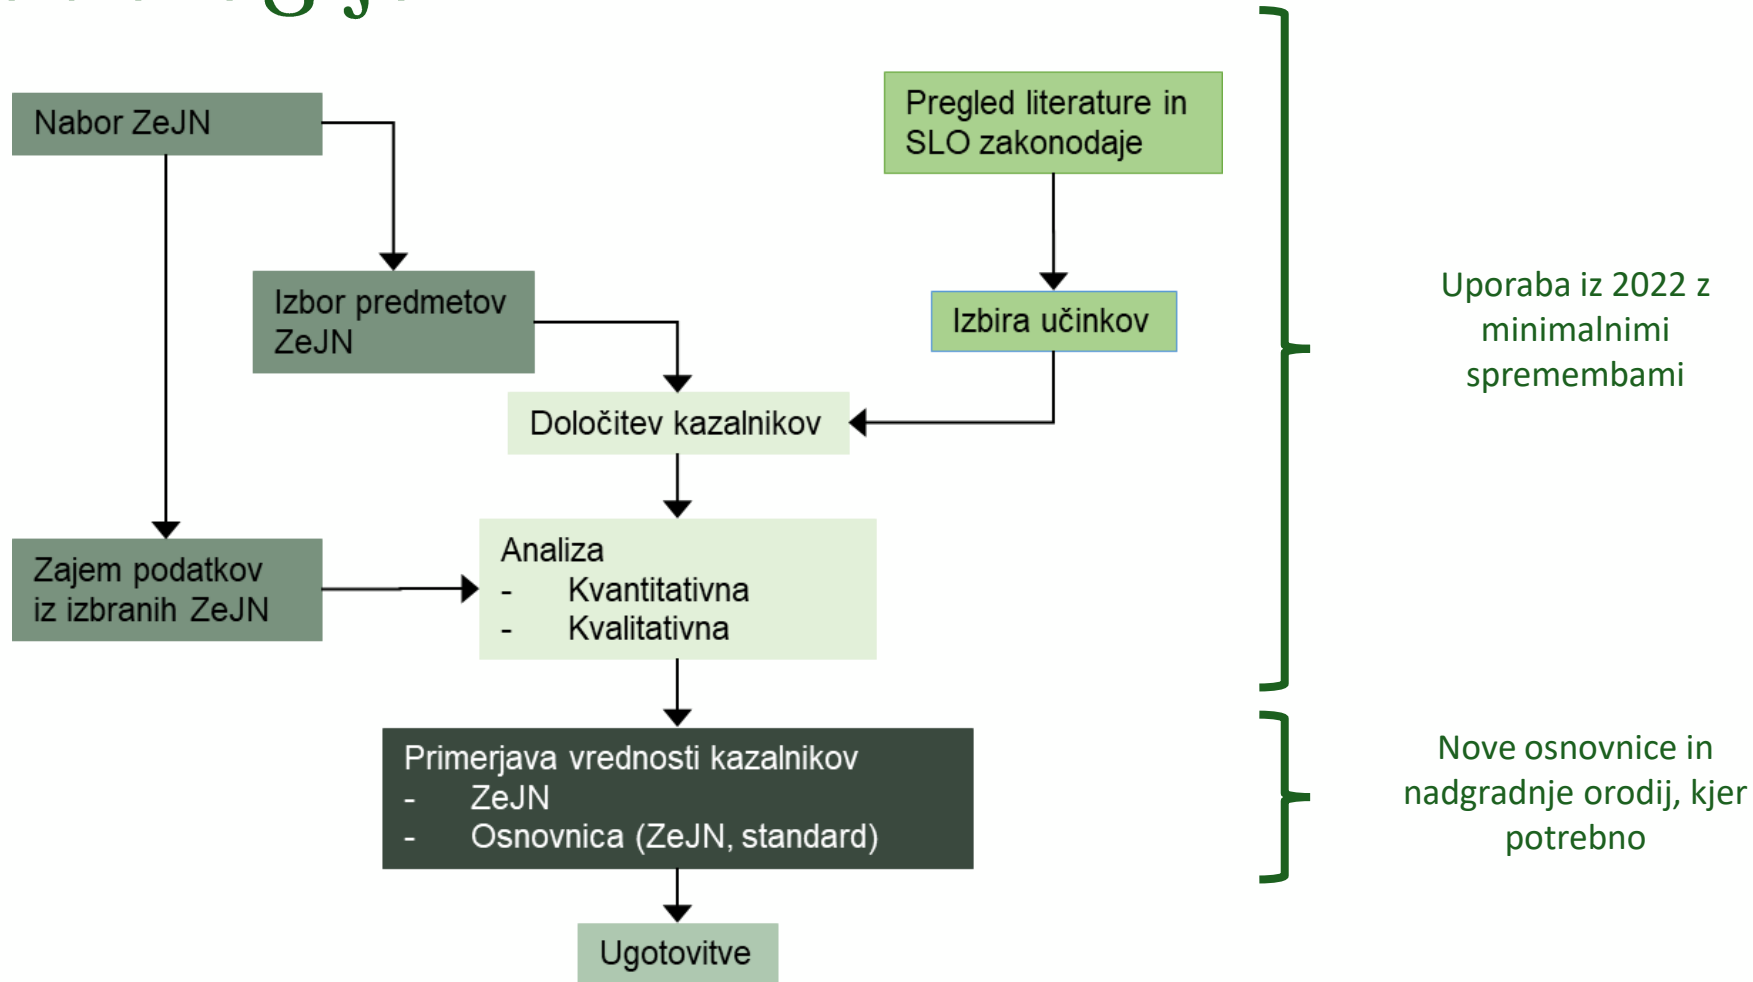 Nabor ZeJN
Pregled literature in
SLO zakonodaje
Izbor predmetov
ZeJN
Izbira učinkov
Določitev kazalnikov
Zajem podatkov
iz izbranih ZeJN
Analiza
- Kvantitativna
- Kvalitativna
Primerjava vrednosti kazalnikov
- ZeJN
- Osnovnica (ZeJN, standard)
Ugotovitve
Uporaba iz 2022 z
minimalnimi
spremembami
Nove osnovnice in
nadgradnje orodij, kjer
potrebno